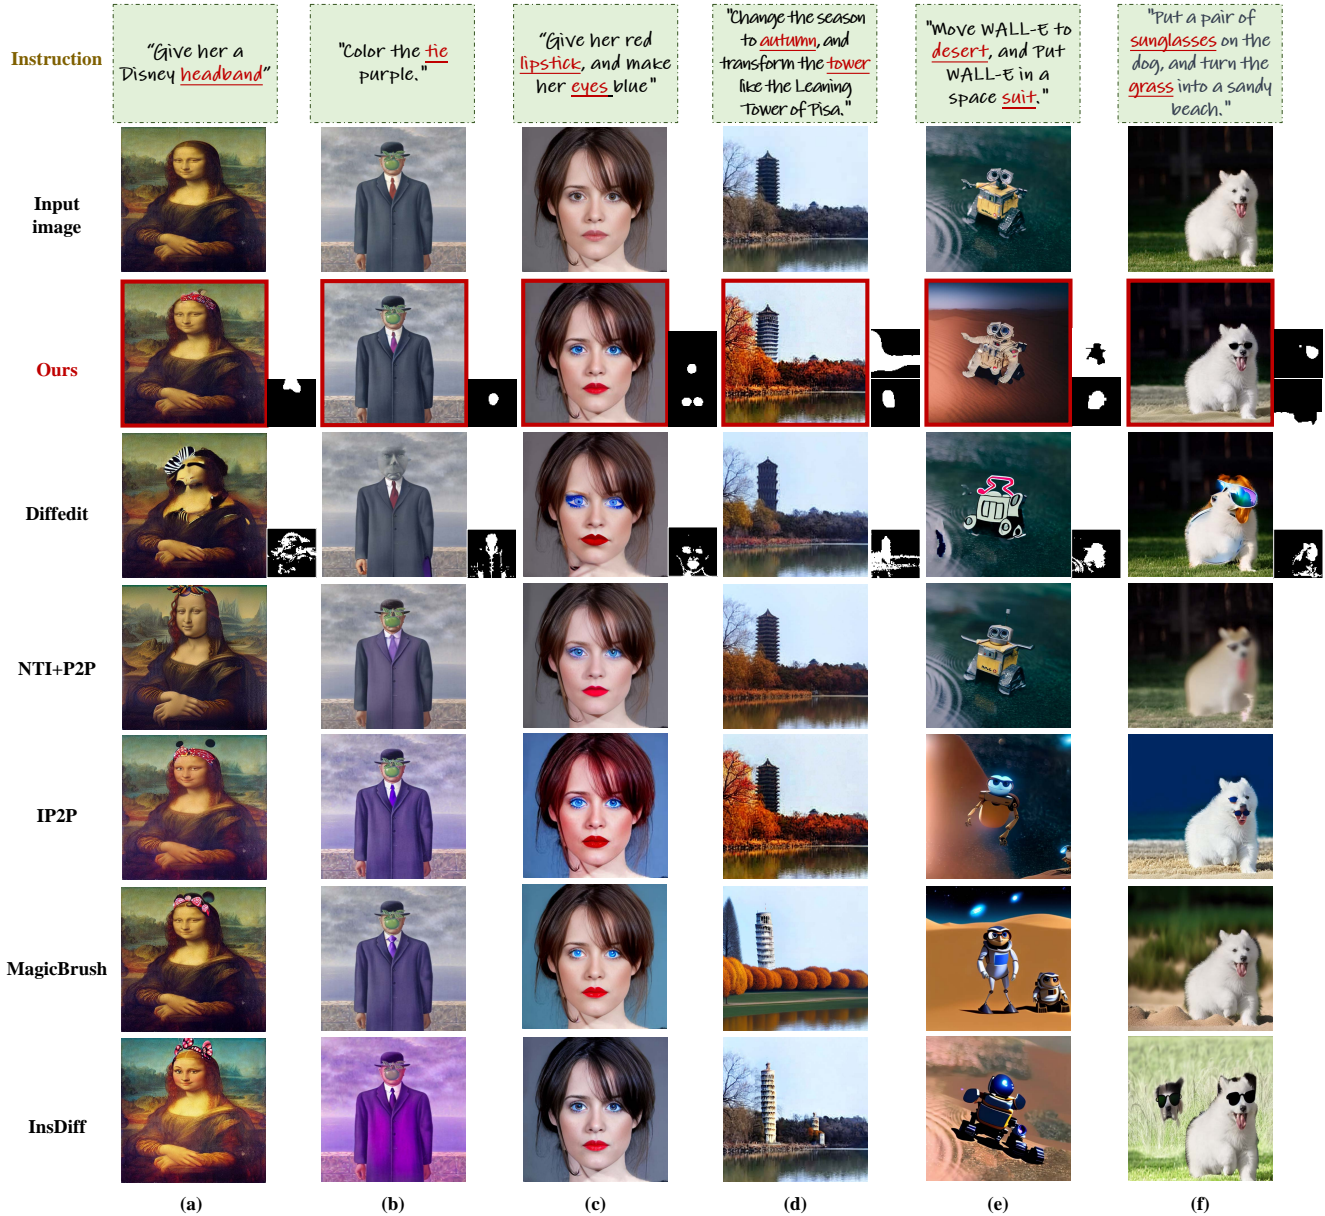 Instruction
"Give her a
Disney headband"
"Color the tie
purple."
"Give her red
lipstick, and make
her eyes blue"
"Change the season
to autumn, and
transform the tower
like the Leaning
Tower of Pisa."
"Move WALL-E to
desert, and Put
WALL-E in a
space suit."
"Put a pair of
sunglasses on the
dog, and turn the
grass into a sandy
beach."
Input
image
Ours
Diffedit
NTI+P2P
IP2P
MagicBrush
InsDiff
(a)
(b)
(c)
(d)
(e)
(f)